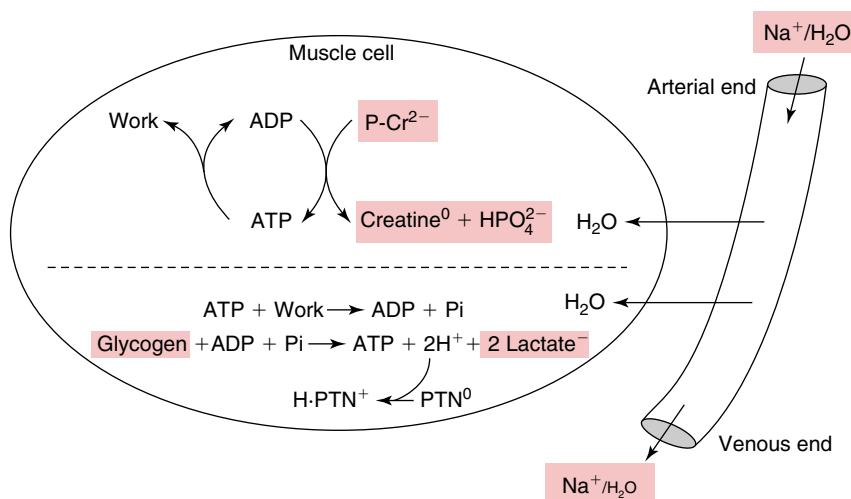 Muscle cell
Na⁺/H₂O
Arterial end
Work
ADP
P-Cr²⁻
ATP
Creatine⁰ + HPO₄²⁻
H₂O
H₂O
ATP + Work → ADP + Pi
Glycogen +ADP + Pi → ATP + 2H⁺ + 2 Lactate⁻
H·PTN⁺ ← PTN⁰
Venous end
Na⁺/H₂O